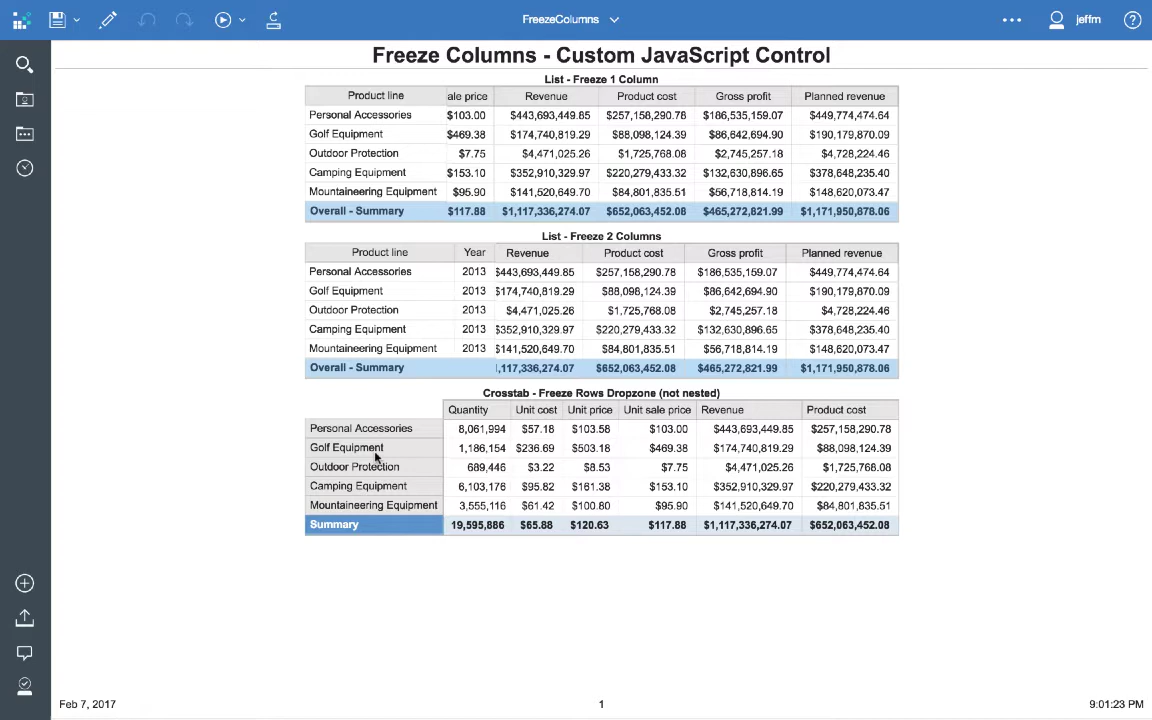 FreezeColumns
jeffm
Freeze Columns - Custom JavaScript Control
List - Freeze 1 Column
Product line ale price Revenue Product cost Gross profit Planned revenue
Personal Accessories $103.00 $443,693,449.85 $257,158,290.78 $186,535,159.07 $449,774,474.64
Golf Equipment $469.38 $174,740,819.29 $88,098,124.39 $86,642,694.90 $190,179,870.09
Outdoor Protection $7.75 $4,471,025.26 $1,725,768.08 $2,745,257.18 $4,728,224.46
Camping Equipment $153.10 $352,910,329.97 $220,279,433.32 $132,630,896.65 $378,648,235.40
Mountaineering Equipment $95.90 $141,520,649.70 $84,801,835.51 $56,718,814.19 $148,620,073.47
Overall - Summary $117.88 $1,117,336,274.07 $652,063,452.08 $465,272,821.99 $1,171,950,878.06
List - Freeze 2 Columns
Product line Year Revenue Product cost Gross profit Planned revenue
Personal Accessories 2013 $443,693,449.85 $257,158,290.78 $186,535,159.07 $449,774,474.64
Golf Equipment 2013 $174,740,819.29 $88,098,124.39 $86,642,694.90 $190,179,870.09
Outdoor Protection 2013 $4,471,025.26 $1,725,768.08 $2,745,257.18 $4,728,224.46
Camping Equipment 2013 $352,910,329.97 $220,279,433.32 $132,630,896.65 $378,648,235.40
Mountaineering Equipment 2013 $141,520,649.70 $84,801,835.51 $56,718,814.19 $148,620,073.47
Overall - Summary ,117,336,274.07 $652,063,452.08 $465,272,821.99 $1,171,950,878.06
Crosstab - Freeze Rows Dropzone (not nested)
Quantity Unit cost Unit price Unit sale price Revenue Product cost
Personal Accessories 8,061,994 $57.18 $103.58 $103.00 $443,693,449.85 $257,158,290.78
Golf Equipment 1,186,154 $236.69 $503.18 $469.38 $174,740,819.29 $88,098,124.39
Outdoor Protection 689,446 $3.22 $8.53 $7.75 $4,471,025.26 $1,725,768.08
Camping Equipment 6,103,176 $95.82 $161.38 $153.10 $352,910,329.97 $220,279,433.32
Mountaineering Equipment 3,555,116 $61.42 $100.80 $95.90 $141,520,649.70 $84,801,835.51
Summary 19,595,886 $65.88 $120.63 $117.88 $1,117,336,274.07 $652,063,452.08
Feb 7, 2017 1 9:01:23 PM